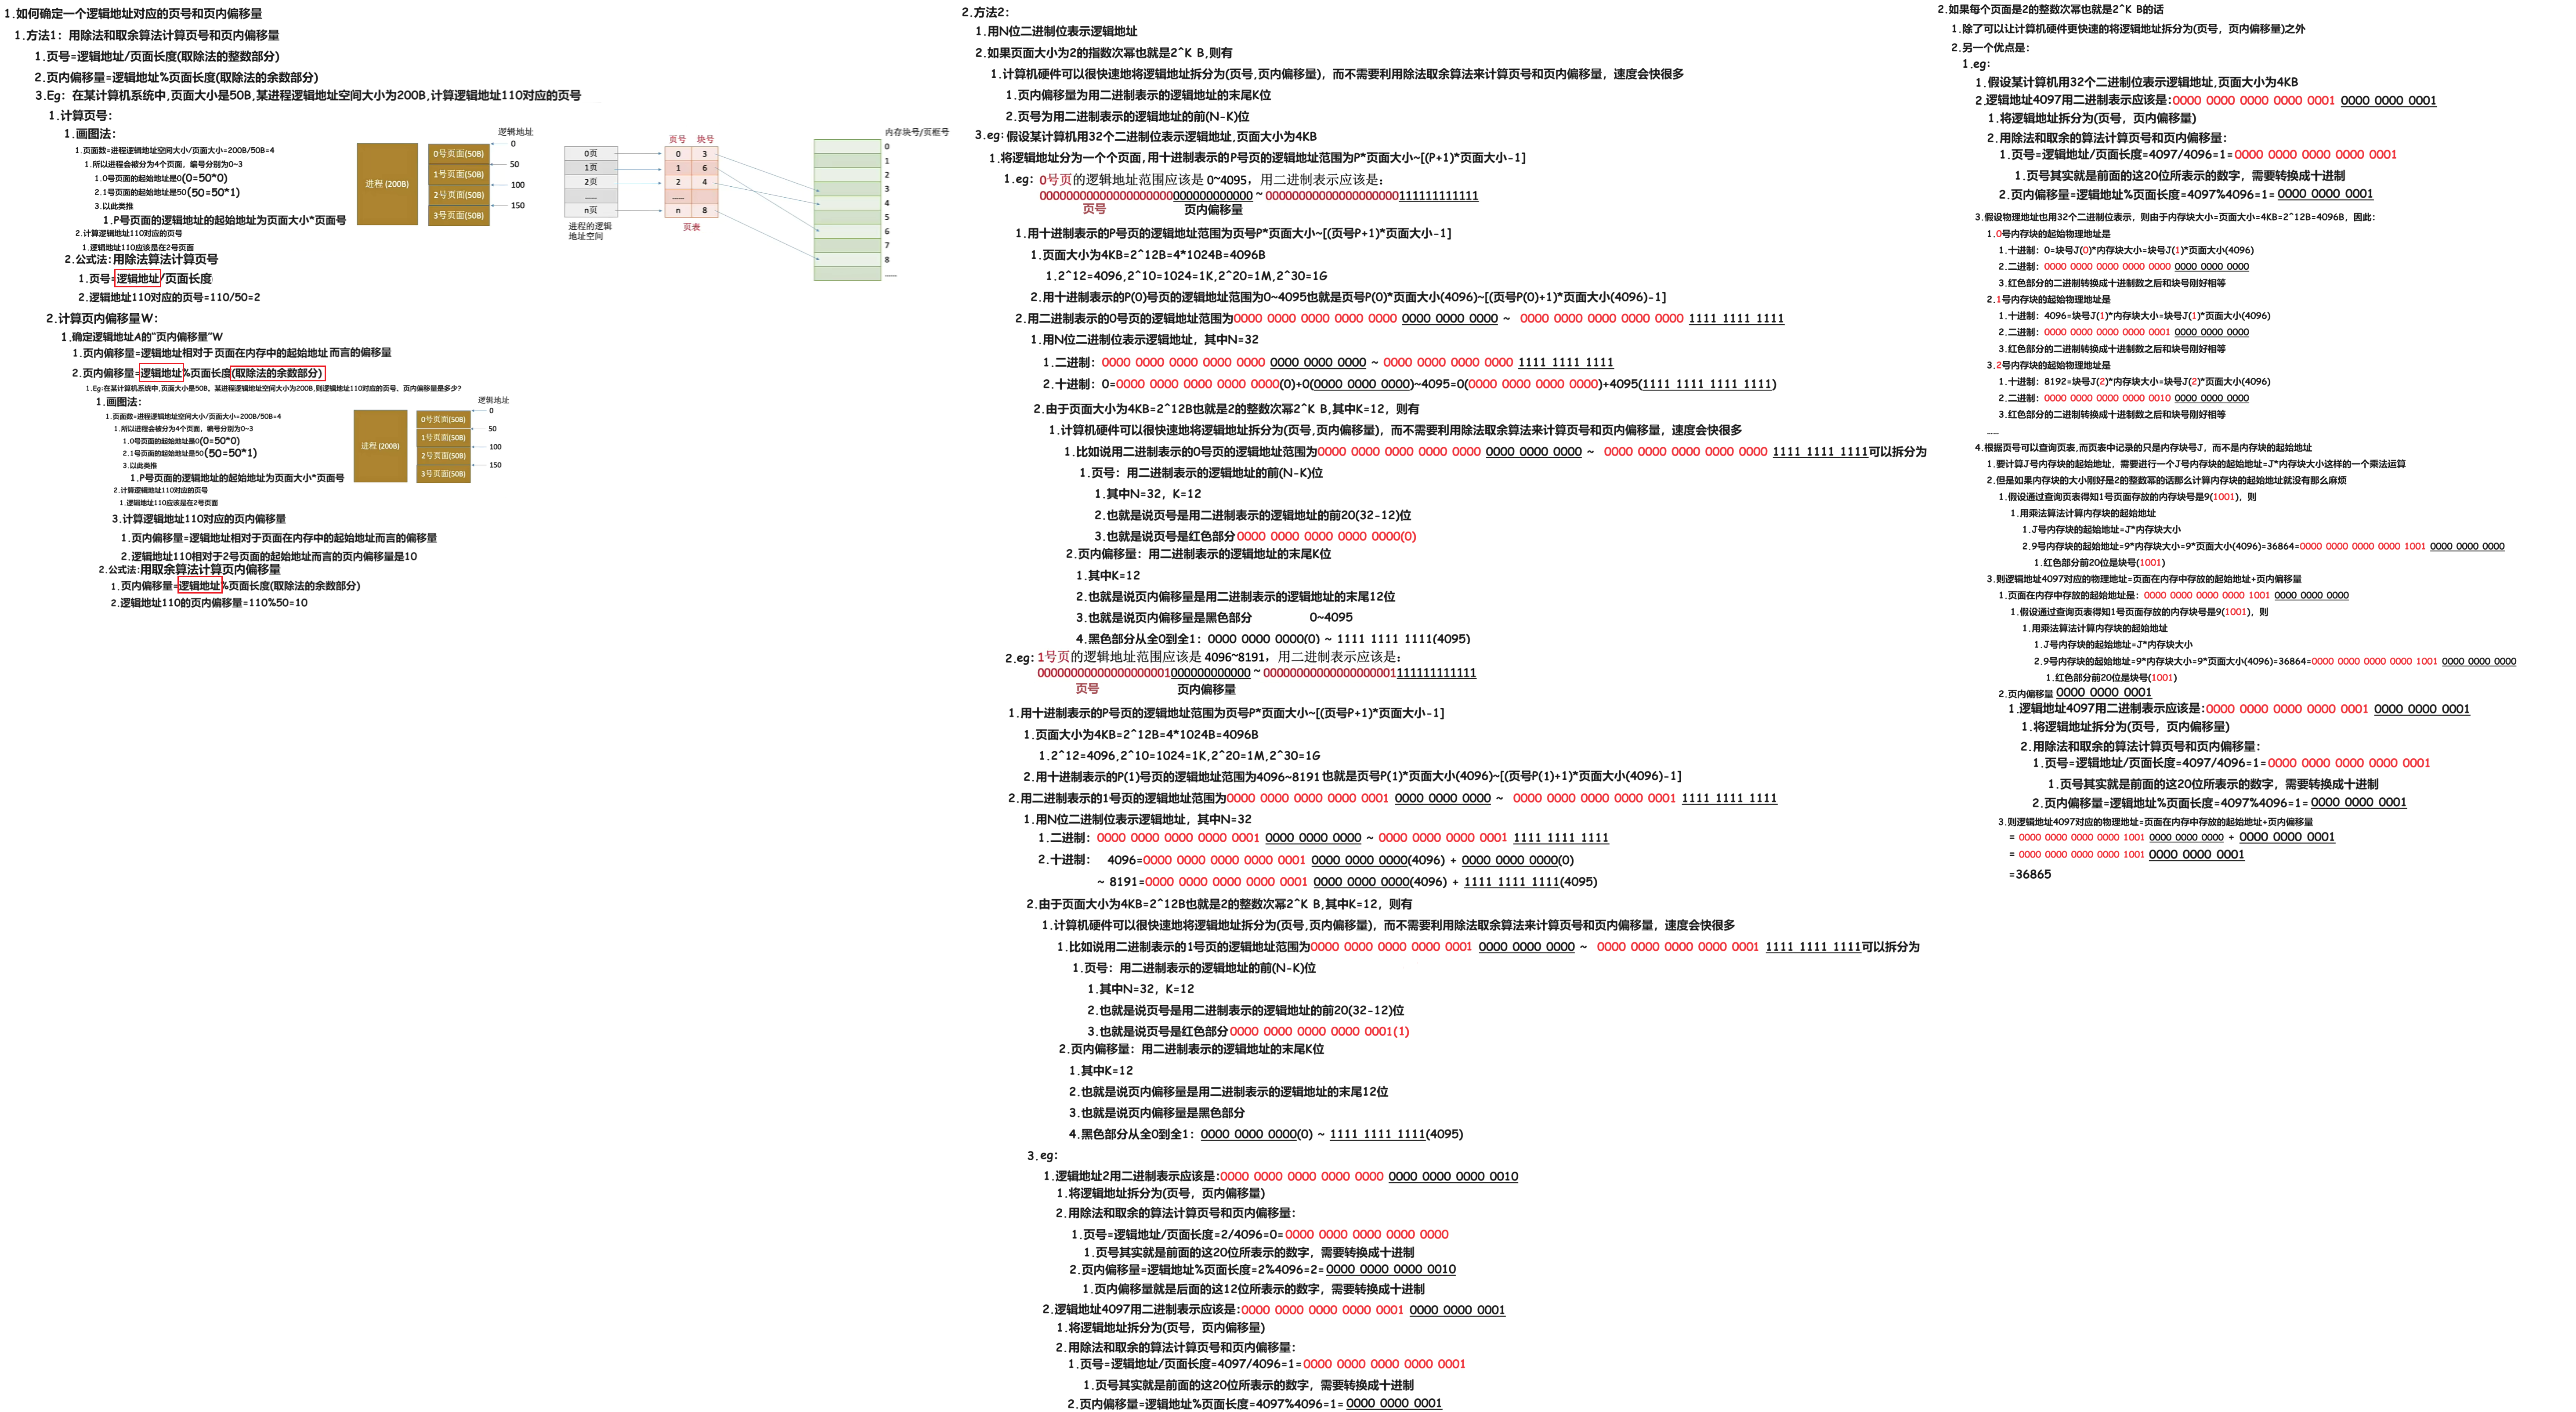 1.如何确定一个逻辑地址对应的页号和页内偏移量
1.方法1：用除法和取余算法计算页号和页内偏移量
1.页号=逻辑地址/页面长度(取除法的整数部分)
2.页内偏移量=逻辑地址%页面长度(取除法的余数部分)
3.Eg：在某计算机系统中,页面大小是50B,某进程逻辑地址空间大小为200B,计算逻辑地址110对应的页号
1.计算页号：
1.画图法：
1.页面数=进程逻辑地址空间大小/页面大小=200B/50B=4
1.所以进程会被分为4个页面，编号分别为0~3
1.0号页面的起始地址是0(0=50*0)
2.1号页面的起始地址是50(50=50*1)
3.以此类推
1.P号页面的逻辑地址的起始地址为页面大小*页面号
2.计算逻辑地址110对应的页号
1.逻辑地址110应该是在2号页面
2.公式法：用除法算法计算页号
1.页号=逻辑地址/页面长度
2.逻辑地址110对应的页号=110/50=2
进程 (200B)
逻辑地址
0号页面(50B)
1号页面(50B)
2号页面(50B)
3号页面(50B)
0
50
100
150
0页
1页
2页
......
n页
进程的逻辑
地址空间
页号 块号
0 3
1 6
2 4
......
n 8
页表
内存块号/页框号
0
1
2
3
4
5
6
7
8
......
2.计算页内偏移量W：
1.确定逻辑地址A的“页内偏移量”W
1.页内偏移量=逻辑地址相对于页面在内存中的起始地址而言的偏移量
2.页内偏移量=逻辑地址%页面长度(取除法的余数部分)
1.Eg:在某计算机系统中,页面大小是50B。某进程逻辑地址空间大小为200B,则逻辑地址110对应的页号、页内偏移量是多少?
1.画图法：
1.页面数=进程逻辑地址空间大小/页面大小=200B/50B=4
1.所以进程会被分为4个页面，编号分别为0~3
1.0号页面的起始地址是0(0=50*0)
2.1号页面的起始地址是50(50=50*1)
3.以此类推
1.P号页面的逻辑地址的起始地址为页面大小*页面号
2.计算逻辑地址110对应的页号
1.逻辑地址110应该是在2号页面
进程 (200B)
逻辑地址
0号页面(50B)
1号页面(50B)
2号页面(50B)
3号页面(50B)
0
50
100
150
3.计算逻辑地址110对应的页内偏移量
1.页内偏移量=逻辑地址相对于页面在内存中的起始地址而言的偏移量
2.逻辑地址110相对于2号页面的起始地址而言的页内偏移量是10
2.公式法:用取余算法计算页内偏移量
1.页内偏移量=逻辑地址%页面长度(取除法的余数部分)
2.逻辑地址110的页内偏移量=110%50=10
2.方法2：
1.用N位二进制位表示逻辑地址
2.如果页面大小为2的指数次幂也就是2^K B,则有
1.计算机硬件可以很快速地将逻辑地址拆分为(页号,页内偏移量)，而不需要利用除法取余算法来计算页号和页内偏移量，速度会快很多
1.页内偏移量为用二进制表示的逻辑地址的末尾K位
2.页号为用二进制表示的逻辑地址的前(N-K)位
3.eg：假设某计算机用32个二进制位表示逻辑地址,页面大小为4KB
1.将逻辑地址分为一个个页面,用十进制表示的P号页的逻辑地址范围为P*页面大小~[(P+1)*页面大小-1]
1.eg：0号页的逻辑地址范围应该是 0~4095，用二进制表示应该是：
00000000000000000000000000000000 ~ 00000000000000000000111111111111
页号 页内偏移量
1.用十进制表示的P号页的逻辑地址范围为页号P*页面大小~[(页号P+1)*页面大小-1]
1.页面大小为4KB=2^12B=4*1024B=4096B
1.2^12=4096,2^10=1024=1K,2^20=1M,2^30=1G
2.用十进制表示的P(0)号页的逻辑地址范围为0~4095也就是页号P(0)*页面大小(4096)~[(页号P(0)+1)*页面大小(4096)-1]
2.用二进制表示的0号页的逻辑地址范围为0000 0000 0000 0000 0000 0000 0000 0000 ~ 0000 0000 0000 0000 0000 1111 1111 1111
1.用N位二进制位表示逻辑地址，其中N=32
1.二进制：0000 0000 0000 0000 0000 0000 0000 0000 ~ 0000 0000 0000 0000 1111 1111 1111
2.十进制：0=0000 0000 0000 0000 0000(0)+0(0000 0000 0000)~4095=0(0000 0000 0000 0000 0000)+4095(1111 1111 1111 1111)
2.由于页面大小为4KB=2^12B也就是2的整数次幂2^K B,其中K=12，则有
1.计算机硬件可以很快速地将逻辑地址拆分为(页号,页内偏移量)，而不需要利用除法取余算法来计算页号和页内偏移量，速度会快很多
1.比如说用二进制表示的0号页的逻辑地址范围为0000 0000 0000 0000 0000 0000 0000 0000 ~ 0000 0000 0000 0000 0000 1111 1111 1111可以拆分为
1.页号：用二进制表示的逻辑地址的前(N-K)位
1.其中N=32，K=12
2.也就是说页号是用二进制表示的逻辑地址的前20(32-12)位
3.也就是说页号是红色部分0000 0000 0000 0000 0000(0)
2.页内偏移量：用二进制表示的逻辑地址的末尾K位
1.其中K=12
2.也就是说页内偏移量是用二进制表示的逻辑地址的末尾12位
3.也就是说页内偏移量是黑色部分 0~4095
4.黑色部分从全0到全1：0000 0000 0000(0) ~ 1111 1111 1111(4095)
2.eg：1号页的逻辑地址范围应该是 4096~8191，用二进制表示应该是：
00000000000000000001000000000000 ~ 00000000000000000001111111111111
页号 页内偏移量
1.用十进制表示的P号页的逻辑地址范围为页号P*页面大小~[(页号P+1)*页面大小-1]
1.页面大小为4KB=2^12B=4*1024B=4096B
1.2^12=4096,2^10=1024=1K,2^20=1M,2^30=1G
2.用十进制表示的P(1)号页的逻辑地址范围为4096~8191也就是页号P(1)*页面大小(4096)~[(页号P(1)+1)*页面大小(4096)-1]
2.用二进制表示的1号页的逻辑地址范围为0000 0000 0000 0000 0001 0000 0000 0000 ~ 0000 0000 0000 0000 0001 1111 1111 1111
1.用N位二进制位表示逻辑地址，其中N=32
1.二进制：0000 0000 0000 0000 0001 0000 0000 0000 ~ 0000 0000 0000 0001 1111 1111 1111
2.十进制： 4096=0000 0000 0000 0000 0001 0000 0000 0000(4096) + 0000 0000 0000(0)
~ 8191=0000 0000 0000 0000 0001 0000 0000 0000(4096) + 1111 1111 1111(4095)
2.由于页面大小为4KB=2^12B也就是2的整数次幂2^K B,其中K=12，则有
1.计算机硬件可以很快速地将逻辑地址拆分为(页号,页内偏移量)，而不需要利用除法取余算法来计算页号和页内偏移量，速度会快很多
1.比如说用二进制表示的1号页的逻辑地址范围为0000 0000 0000 0000 0001 0000 0000 0000 ~ 0000 0000 0000 0000 0001 1111 1111 1111可以拆分为
1.页号：用二进制表示的逻辑地址的前(N-K)位
1.其中N=32，K=12
2.也就是说页号是用二进制表示的逻辑地址的前20(32-12)位
3.也就是说页号是红色部分0000 0000 0000 0000 0001(1)
2.页内偏移量：用二进制表示的逻辑地址的末尾K位
1.其中K=12
2.也就是说页内偏移量是用二进制表示的逻辑地址的末尾12位
3.也就是说页内偏移量是黑色部分
4.黑色部分从全0到全1：0000 0000 0000(0) ~ 1111 1111 1111(4095)
3.eg：
1.逻辑地址2用二进制表示应该是:0000 0000 0000 0000 0000 0000 0000 0000 0010
1.将逻辑地址拆分为(页号，页内偏移量)
2.用除法和取余的算法计算页号和页内偏移量：
1.页号=逻辑地址/页面长度=2/4096=0=0000 0000 0000 0000 0000
1.页号其实就是前面的这20位所表示的数字，需要转换成十进制
2.页内偏移量=逻辑地址%页面长度=2%4096=2=0000 0000 0000 0010
1.页内偏移量就是后面的这12位所表示的数字，需要转换成十进制
2.逻辑地址4097用二进制表示应该是:0000 0000 0000 0000 0001 0000 0000 0001
1.将逻辑地址拆分为(页号，页内偏移量)
2.用除法和取余的算法计算页号和页内偏移量：
1.页号=逻辑地址/页面长度=4097/4096=1=0000 0000 0000 0000 0001
1.页号其实就是前面的这20位所表示的数字，需要转换成十进制
2.页内偏移量=逻辑地址%页面长度=4097%4096=1=0000 0000 0001
2.如果每个页面是2的整数次幂也就是2^K B的话
1.除了可以让计算机硬件更快速的将逻辑地址拆分为(页号，页内偏移量)之外
2.另一个优点是：
1.eg：
1.假设某计算机用32个二进制位表示逻辑地址,页面大小为4KB
2.逻辑地址4097用二进制表示应该是:0000 0000 0000 0000 0001 0000 0000 0001
1.将逻辑地址拆分为(页号，页内偏移量)
2.用除法和取余的算法计算页号和页内偏移量：
1.页号=逻辑地址/页面长度=4097/4096=1=0000 0000 0000 0000 0001
1.页号其实就是前面的这20位所表示的数字，需要转换成十进制
2.页内偏移量=逻辑地址%页面长度=4097%4096=1=0000 0000 0001
3.假设物理地址也用32个二进制位表示，则由于内存块大小=页面大小=4KB=2^12B=4096B，因此：
1.0号内存块的起始物理地址是
1.十进制：0=块号J(0)*内存块大小=块号J(1)*页面大小(4096)
2.二进制：0000 0000 0000 0000 0000 0000 0000 0000
3.红色部分的二进制转换成十进制数之后和块号刚好相等
2.1号内存块的起始物理地址是
1.十进制：4096=块号J(1)*内存块大小=块号J(1)*页面大小(4096)
2.二进制：0000 0000 0000 0000 0001 0000 0000 0000
3.红色部分的二进制转换成十进制数之后和块号刚好相等
3.2号内存块的起始物理地址是
1.十进制：8192=块号J(2)*内存块大小=块号J(2)*页面大小(4096)
2.二进制：0000 0000 0000 0000 0010 0000 0000 0000
3.红色部分的二进制转换成十进制数之后和块号刚好相等
......
4.根据页号可以查询页表,而页表中记录的只是内存块号J，而不是内存块的起始地址
1.要计算J号内存块的起始地址，需要进行一个J号内存块的起始地址=J*内存块大小这样的一个乘法运算
2.但是如果内存块的大小刚好是2的整数幂的话那么计算内存块的起始地址就没有那么麻烦
1.假设通过查询页表得知1号页面存放的内存块号是9(1001)，则
1.用乘法算法计算内存块的起始地址
1.J号内存块的起始地址=J*内存块大小
2.9号内存块的起始地址=9*内存块大小=9*页面大小(4096)=36864=0000 0000 0000 0000 1001 0000 0000 0000
1.红色部分前20位是块号(1001)
3.则逻辑地址4097对应的物理地址=页面在内存中存放的起始地址+页内偏移量
1.页面在内存中存放的起始地址是：0000 0000 0000 0000 1001 0000 0000 0000
1.假设通过查询页表得知1号页面存放的内存块号是9(1001)，则
1.用乘法算法计算内存块的起始地址
1.J号内存块的起始地址=J*内存块大小
2.9号内存块的起始地址=9*内存块大小=9*页面大小(4096)=36864=0000 0000 0000 0000 1001 0000 0000 0000
1.红色部分前20位是块号(1001)
2.页内偏移量 0000 0000 0001
1.逻辑地址4097用二进制表示应该是:0000 0000 0000 0000 0001 0000 0000 0001
1.将逻辑地址拆分为(页号，页内偏移量)
2.用除法和取余的算法计算页号和页内偏移量：
1.页号=逻辑地址/页面长度=4097/4096=1=0000 0000 0000 0000 0001
1.页号其实就是前面的这20位所表示的数字，需要转换成十进制
2.页内偏移量=逻辑地址%页面长度=4097%4096=1=0000 0000 0001
3.则逻辑地址4097对应的物理地址=页面在内存中存放的起始地址+页内偏移量
= 0000 0000 0000 0000 1001 0000 0000 0000 + 0000 0000 0001
= 0000 0000 0000 0000 1001 0000 0000 0001
=36865